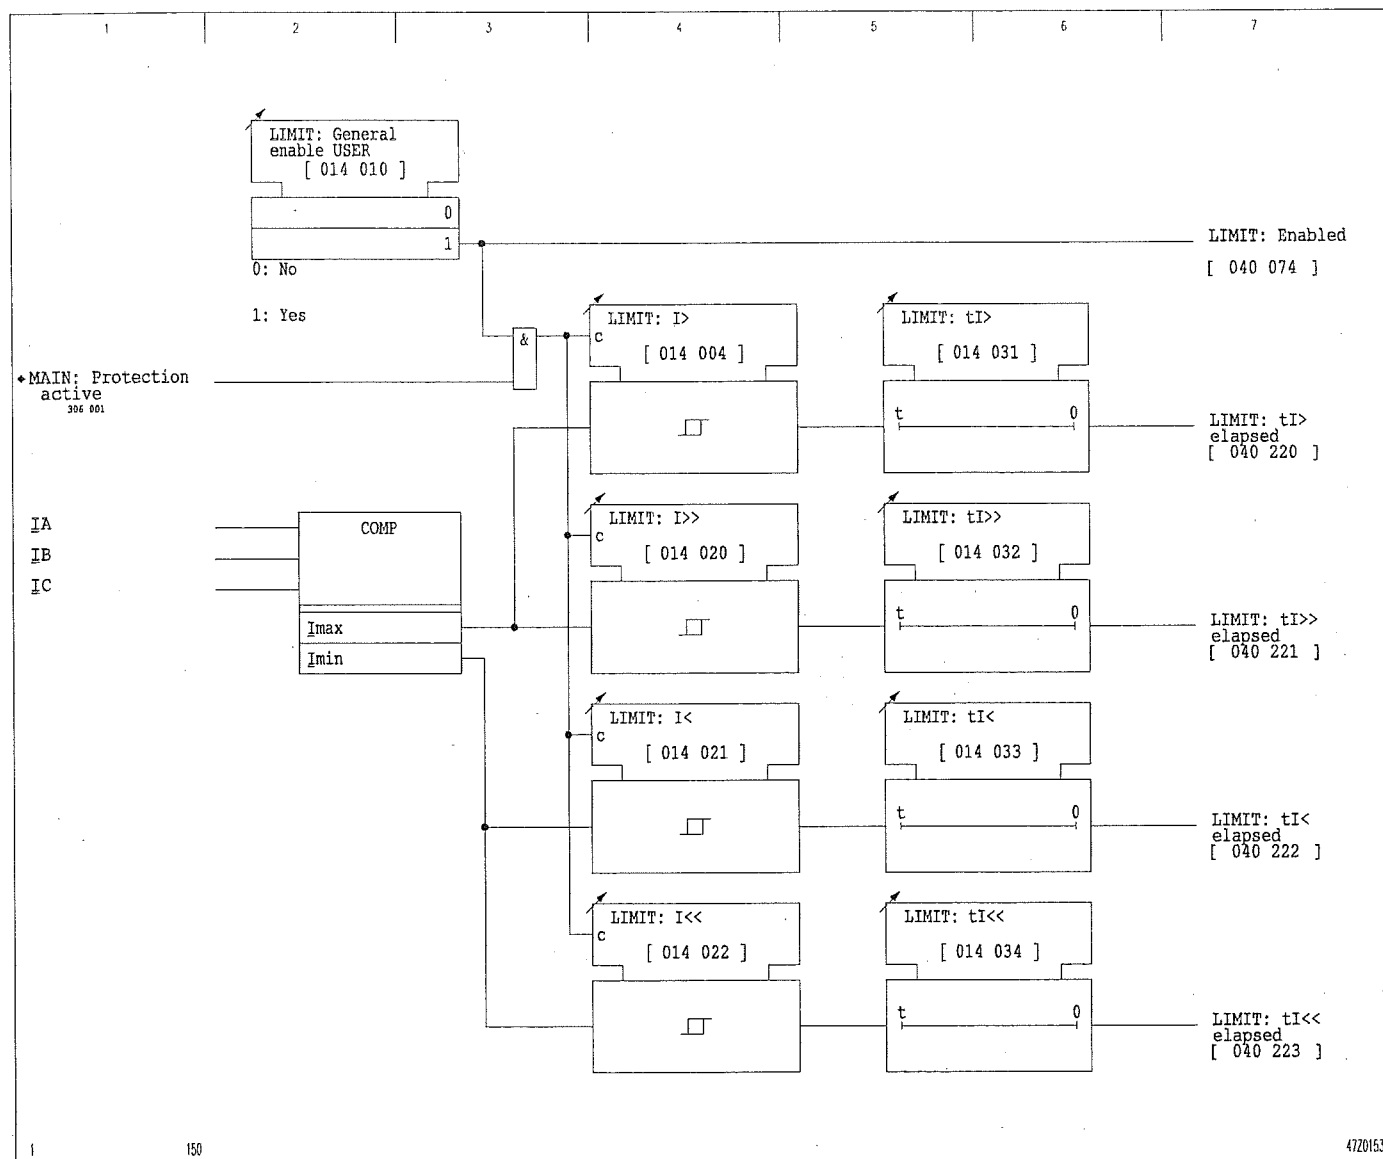 1 2 3 4 5 6 7
LIMIT: General
enable USER
[ 014 010 ]
0
1
0: No
1: Yes
LIMIT: Enabled
[ 040 074 ]
MAIN: Protection
active
306 001
&
C
LIMIT: I>
[ 014 004 ]
LIMIT: tI>
[ 014 031 ]
t 0
LIMIT: tI>
elapsed
[ 040 220 ]
IA
IB
IC
COMP
Imax
Imin
C
LIMIT: I>>
[ 014 020 ]
LIMIT: tI>>
[ 014 032 ]
t 0
LIMIT: tI>>
elapsed
[ 040 221 ]
C
LIMIT: I<
[ 014 021 ]
LIMIT: tI<
[ 014 033 ]
t 0
LIMIT: tI<
elapsed
[ 040 222 ]
C
LIMIT: I<<
[ 014 022 ]
LIMIT: tI<<
[ 014 034 ]
t 0
LIMIT: tI<<
elapsed
[ 040 223 ]
1 150
47Z0153